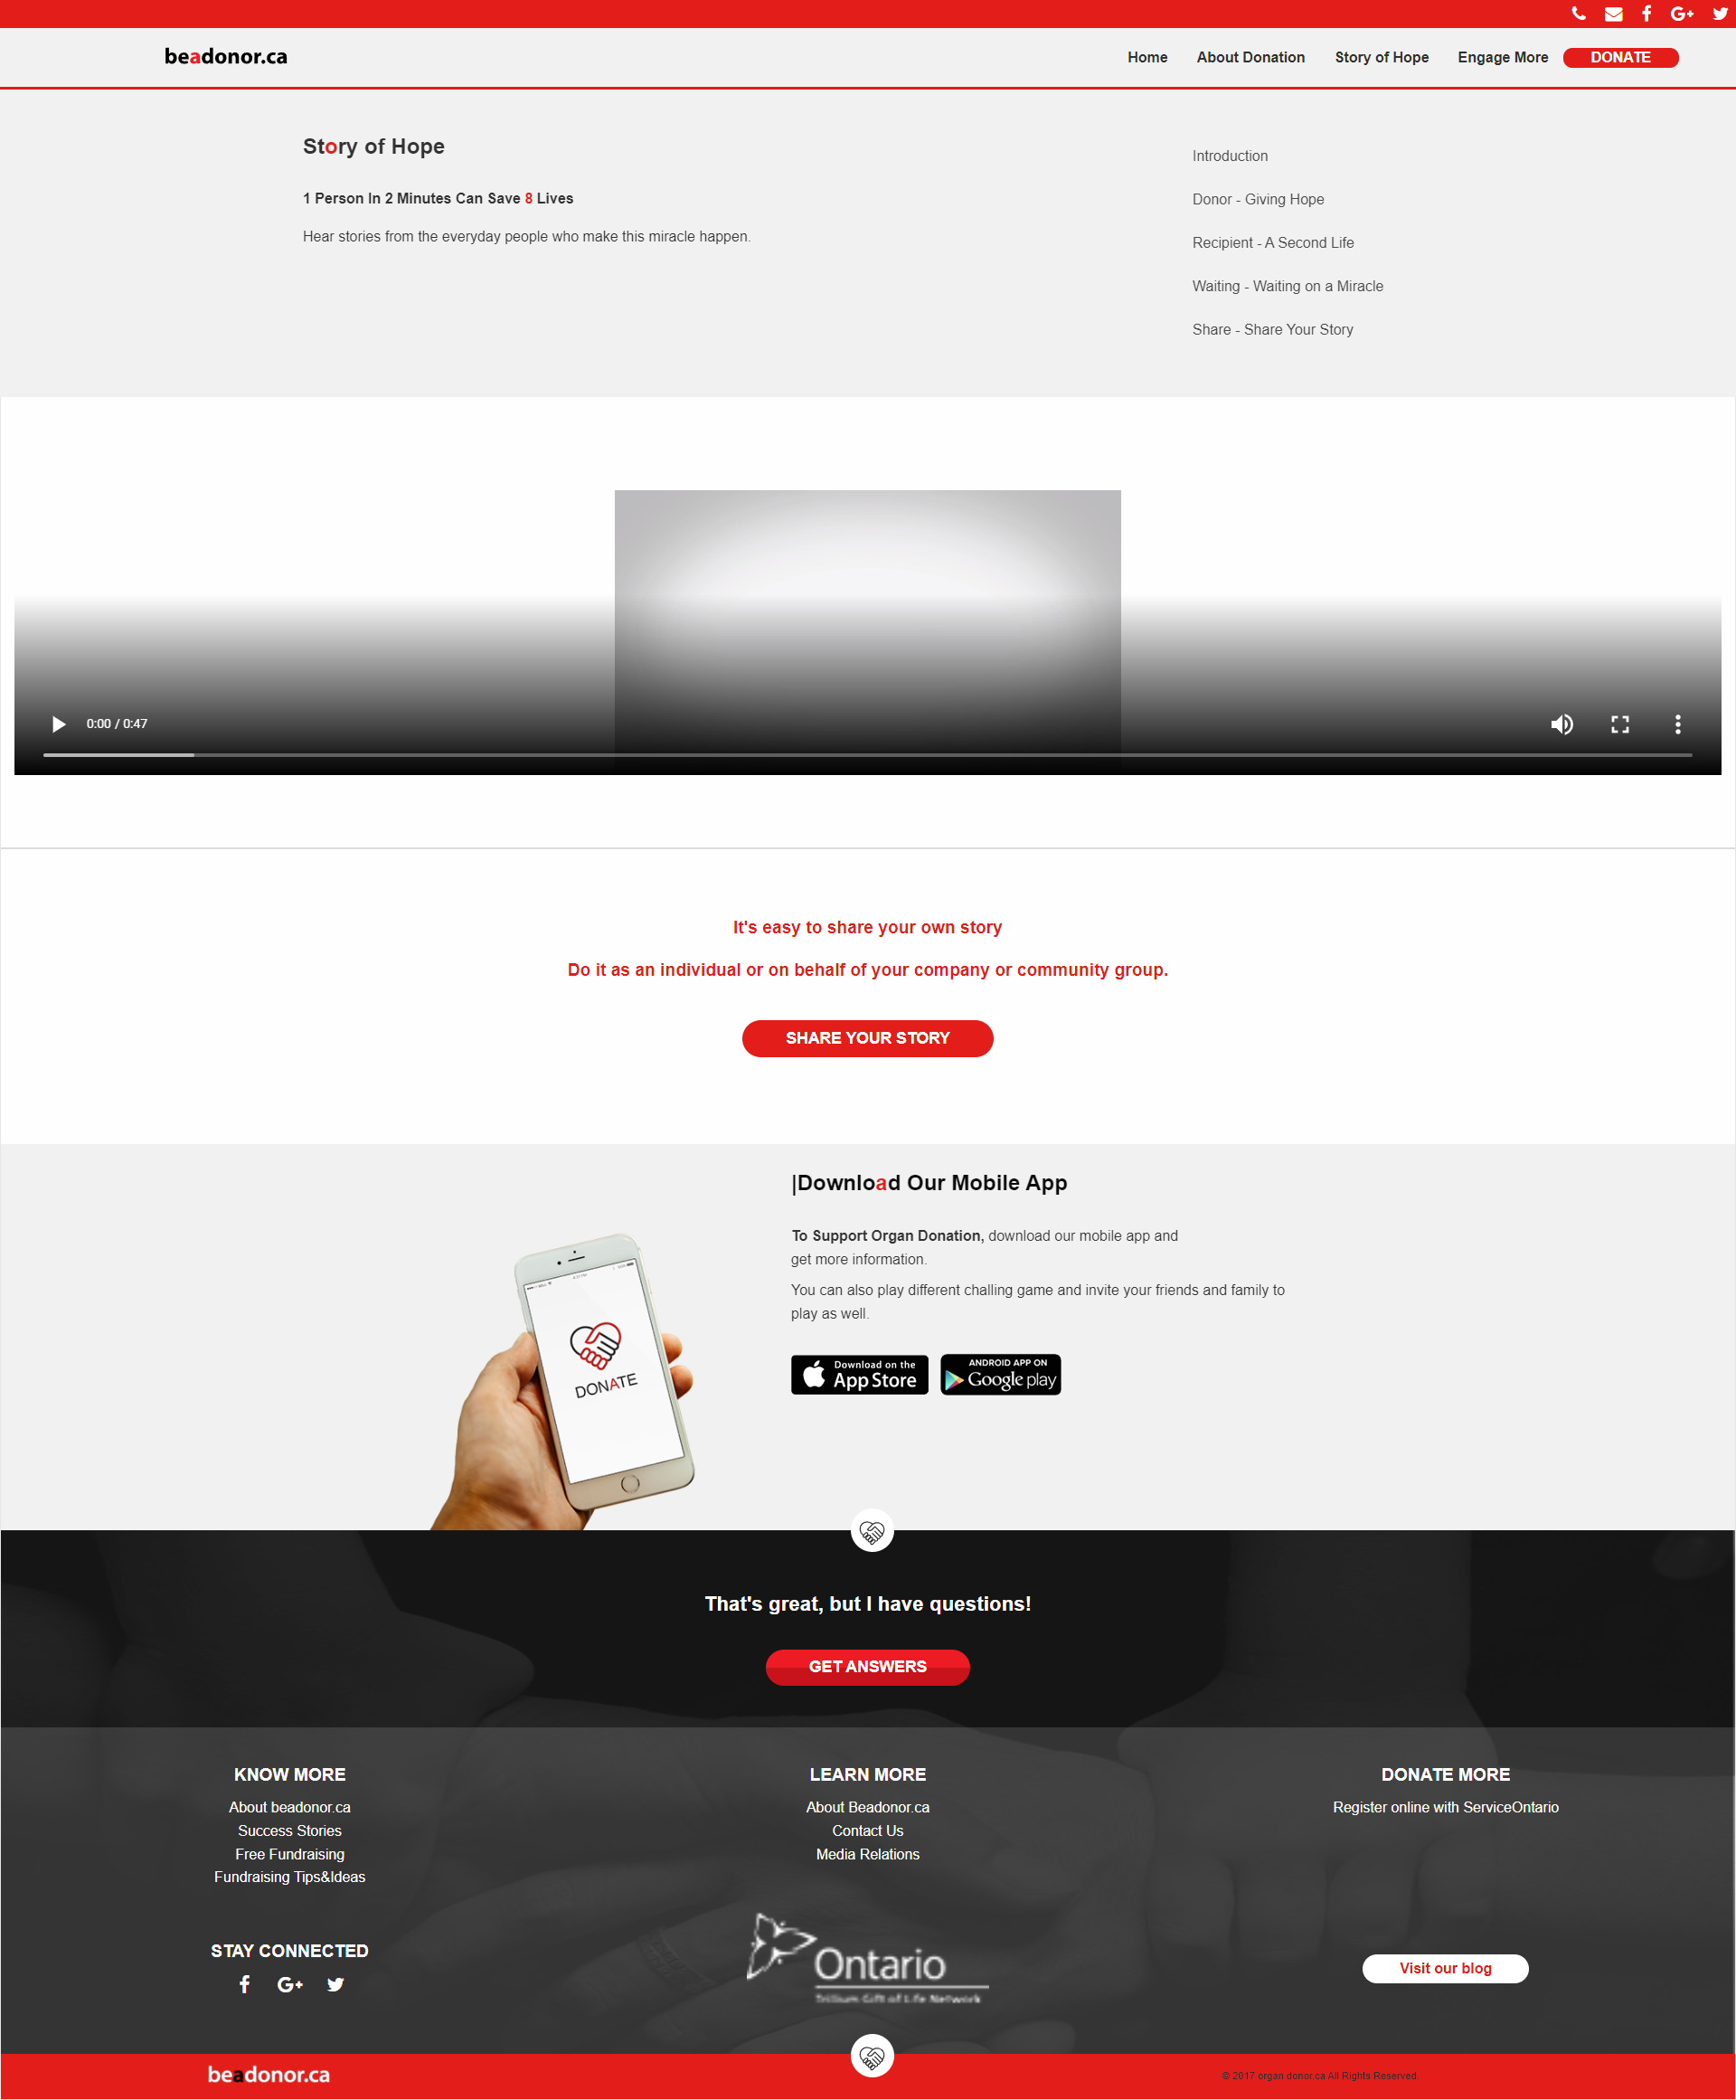 beadonor.ca
Home About Donation Story of Hope Engage More DONATE
Story of Hope
1 Person In 2 Minutes Can Save 8 Lives
Hear stories from the everyday people who make this miracle happen.
Introduction
Donor - Giving Hope
Recipient - A Second Life
Waiting - Waiting on a Miracle
Share - Share Your Story
0:00 / 0:47
It's easy to share your own story
Do it as an individual or on behalf of your company or community group.
SHARE YOUR STORY
|Download Our Mobile App
To Support Organ Donation, download our mobile app and
get more information.
You can also play different challing game and invite your friends and family to
play as well.
DONATE
Download on the
App Store
ANDROID APP ON
Google play
That's great, but I have questions!
GET ANSWERS
KNOW MORE
About beadonor.ca
Success Stories
Free Fundraising
Fundraising Tips&Ideas
LEARN MORE
About Beadonor.ca
Contact Us
Media Relations
DONATE MORE
Register online with ServiceOntario
STAY CONNECTED
Ontario
Trillium Gift of Life Network
Visit our blog
beadonor.ca
© 2017 organ donor.ca All Rights Reserved.